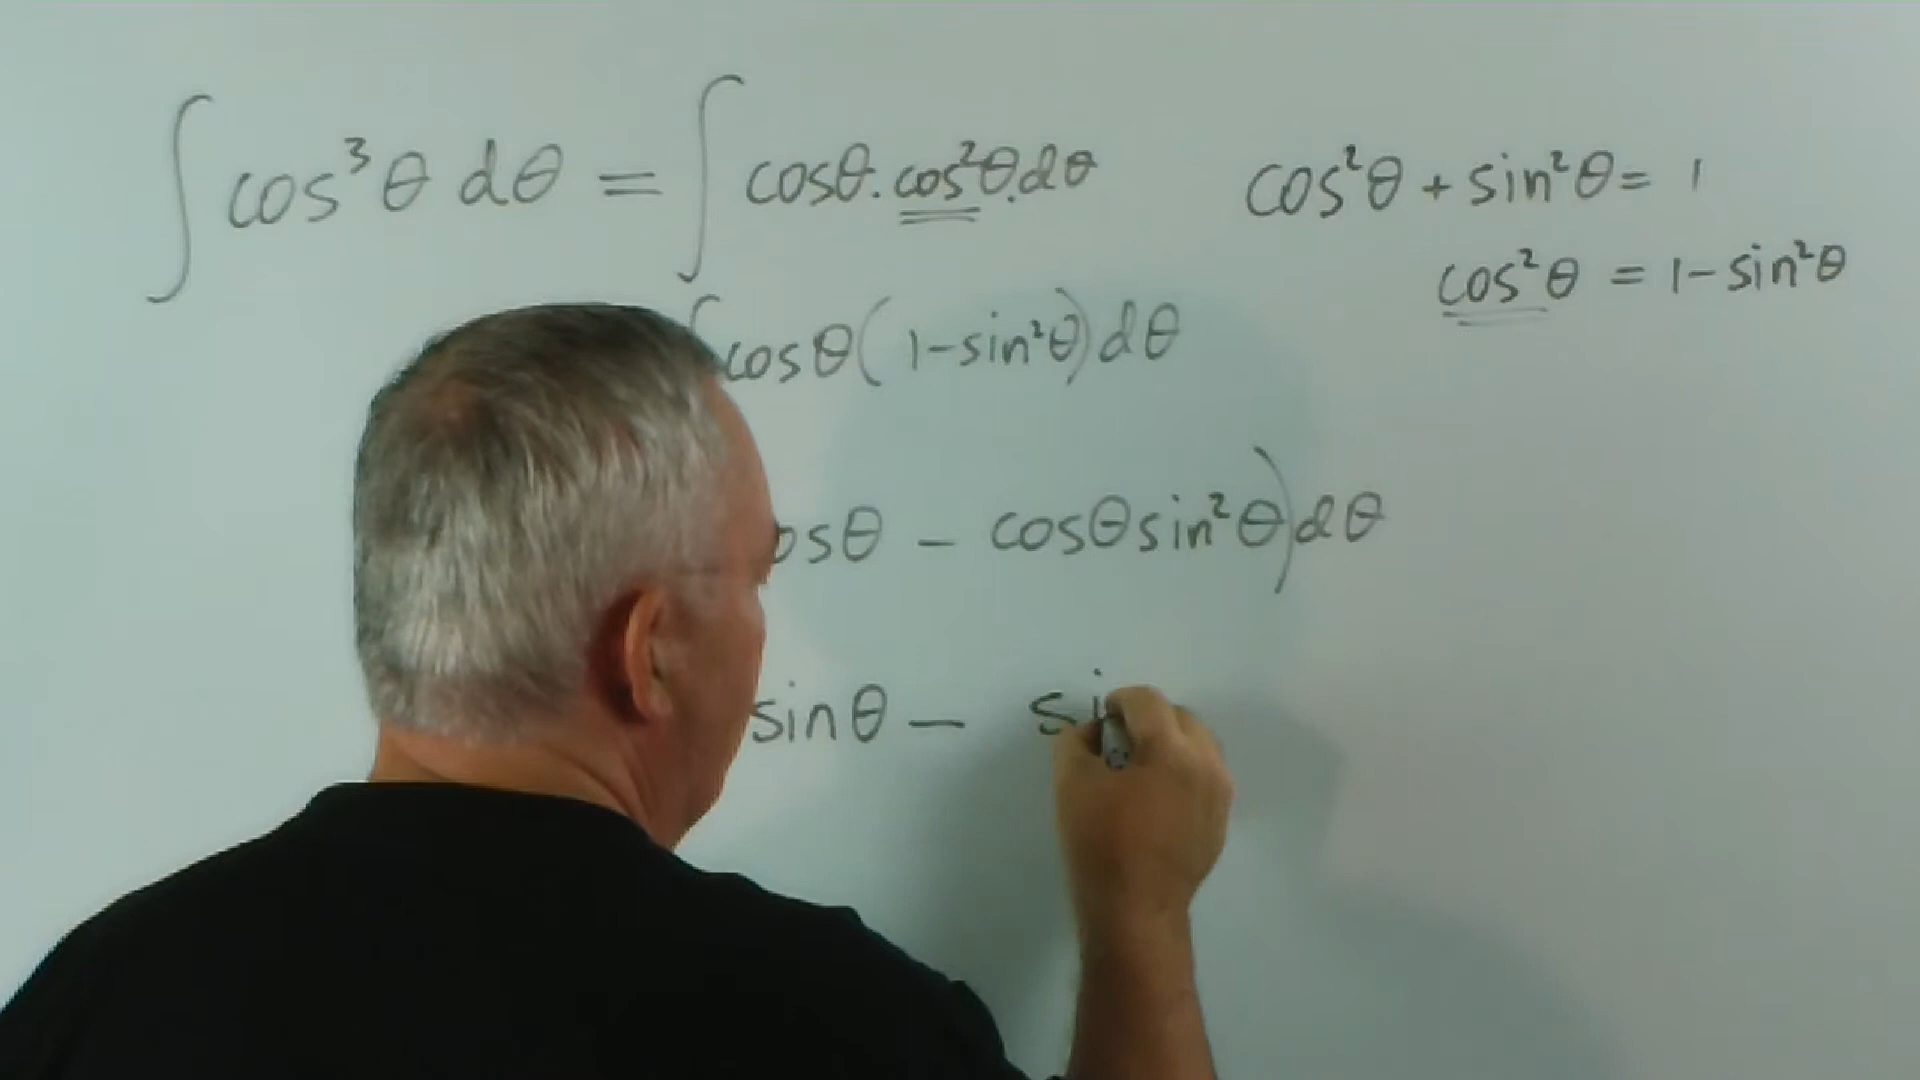 ∫cos³θ dθ = ∫cosθ.cos²θ.dθ
cos²θ + sin²θ = 1
cos²θ = 1-sin²θ
∫cosθ(1-sin²θ)dθ
osθ - cosθsin²θ)dθ
sinθ - si